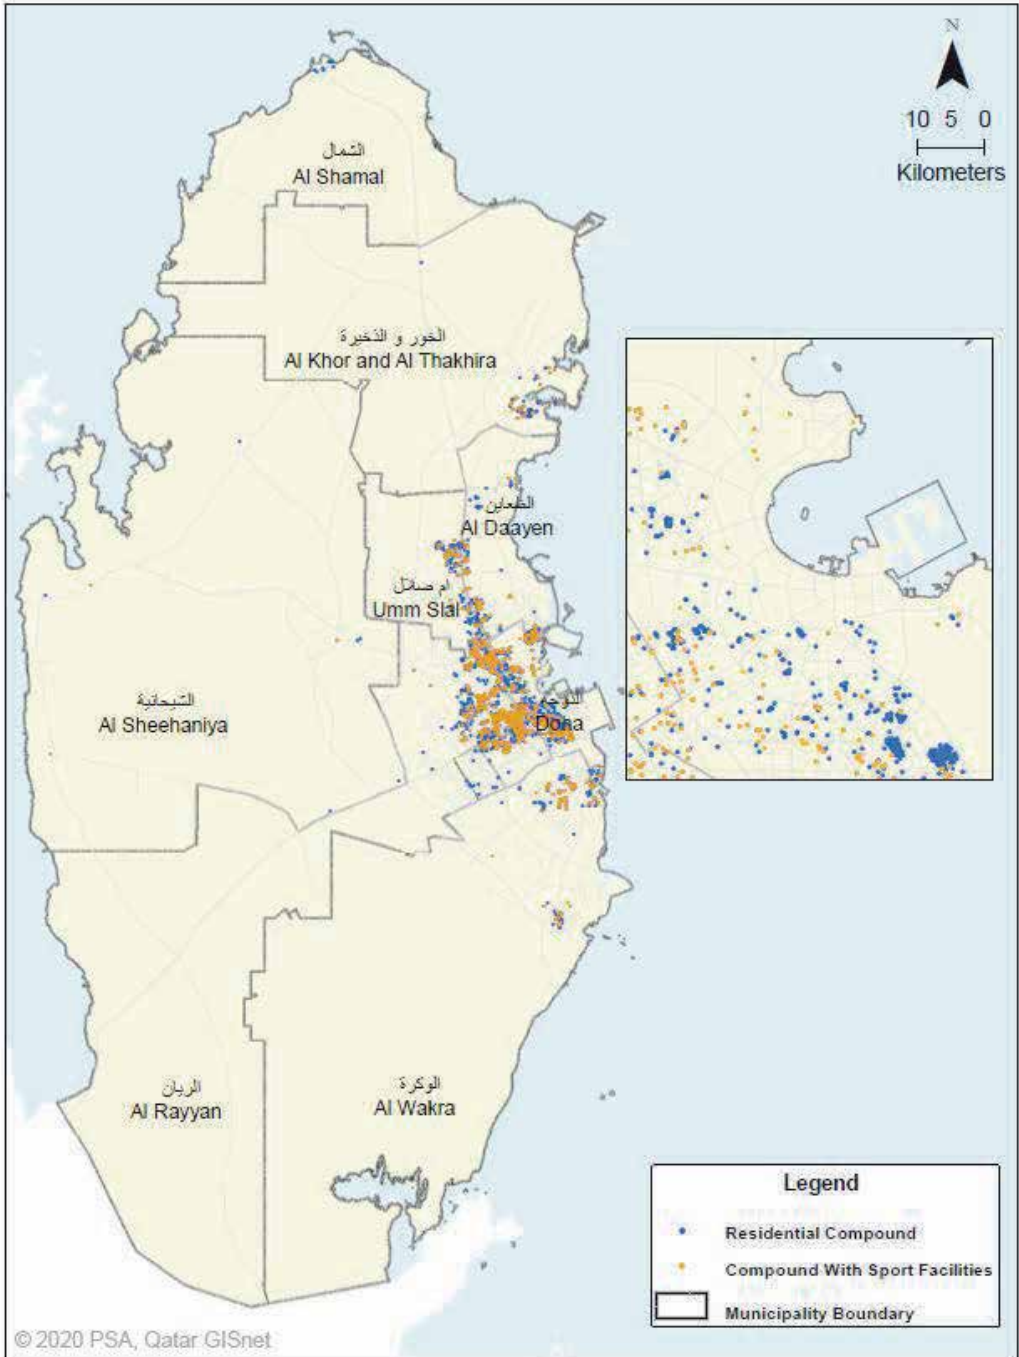 N
10 5 0
Kilometers
الشمال
Al Shamal
الخور و الذخيرة
Al Khor and Al Thakhira
الظعاين
Al Daayen
ام صلال
Umm Slal
الشيحانية
Al Sheehaniya
الدوحة
Doha
الريان
Al Rayyan
الوكرة
Al Wakra
Legend
Residential Compound
Compound With Sport Facilities
Municipality Boundary
© 2020 PSA, Qatar GISnet